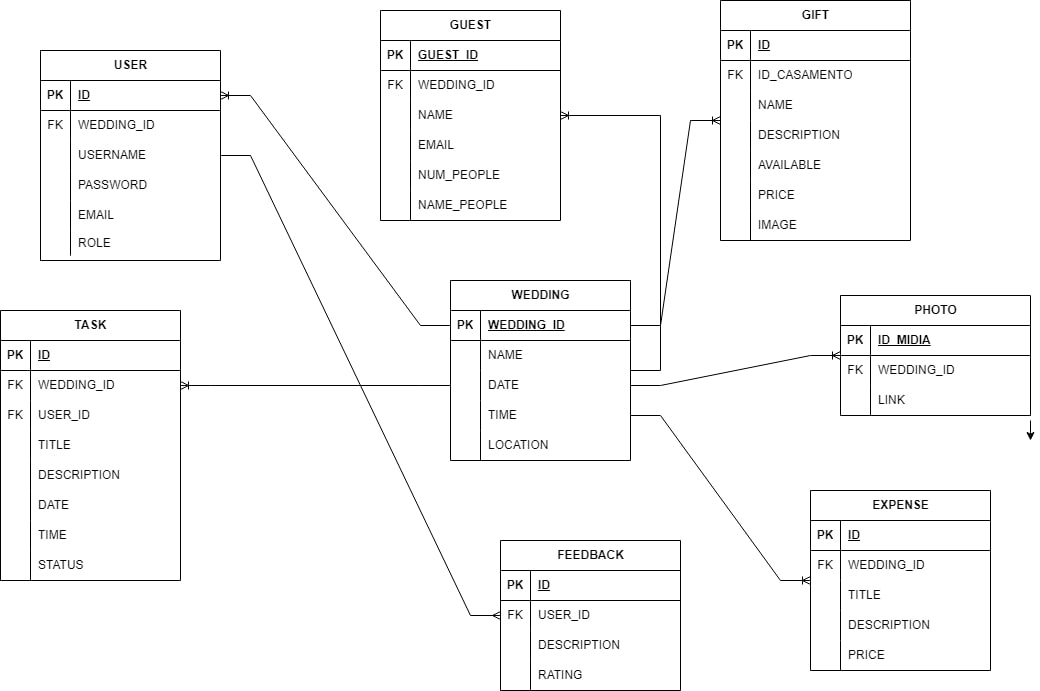 USER
PK ID
FK WEDDING_ID
USERNAME
PASSWORD
EMAIL
ROLE
GUEST
PK GUEST_ID
FK WEDDING_ID
NAME
EMAIL
NUM_PEOPLE
NAME_PEOPLE
GIFT
PK ID
FK ID_CASAMENTO
NAME
DESCRIPTION
AVAILABLE
PRICE
IMAGE
TASK
PK ID
FK WEDDING_ID
FK USER_ID
TITLE
DESCRIPTION
DATE
TIME
STATUS
WEDDING
PK WEDDING_ID
NAME
DATE
TIME
LOCATION
PHOTO
PK ID_MIDIA
FK WEDDING_ID
LINK
FEEDBACK
PK ID
FK USER_ID
DESCRIPTION
RATING
EXPENSE
PK ID
FK WEDDING_ID
TITLE
DESCRIPTION
PRICE